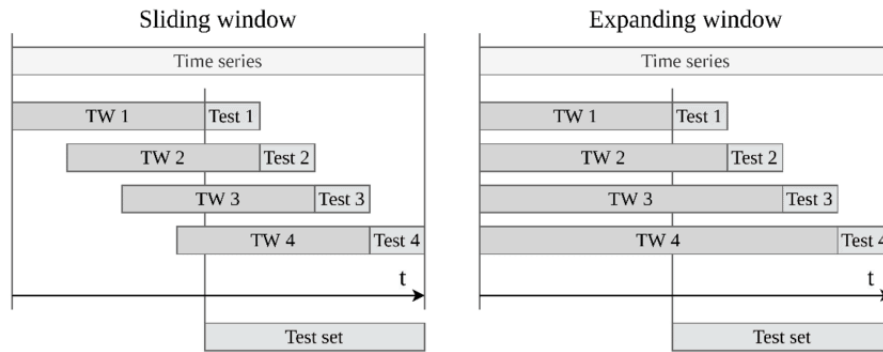 Sliding window
Time series
TW 1 Test 1
TW 2 Test 2
TW 3 Test 3
TW 4 Test 4
t
Test set
Expanding window
Time series
TW 1 Test 1
TW 2 Test 2
TW 3 Test 3
TW 4 Test 4
t
Test set